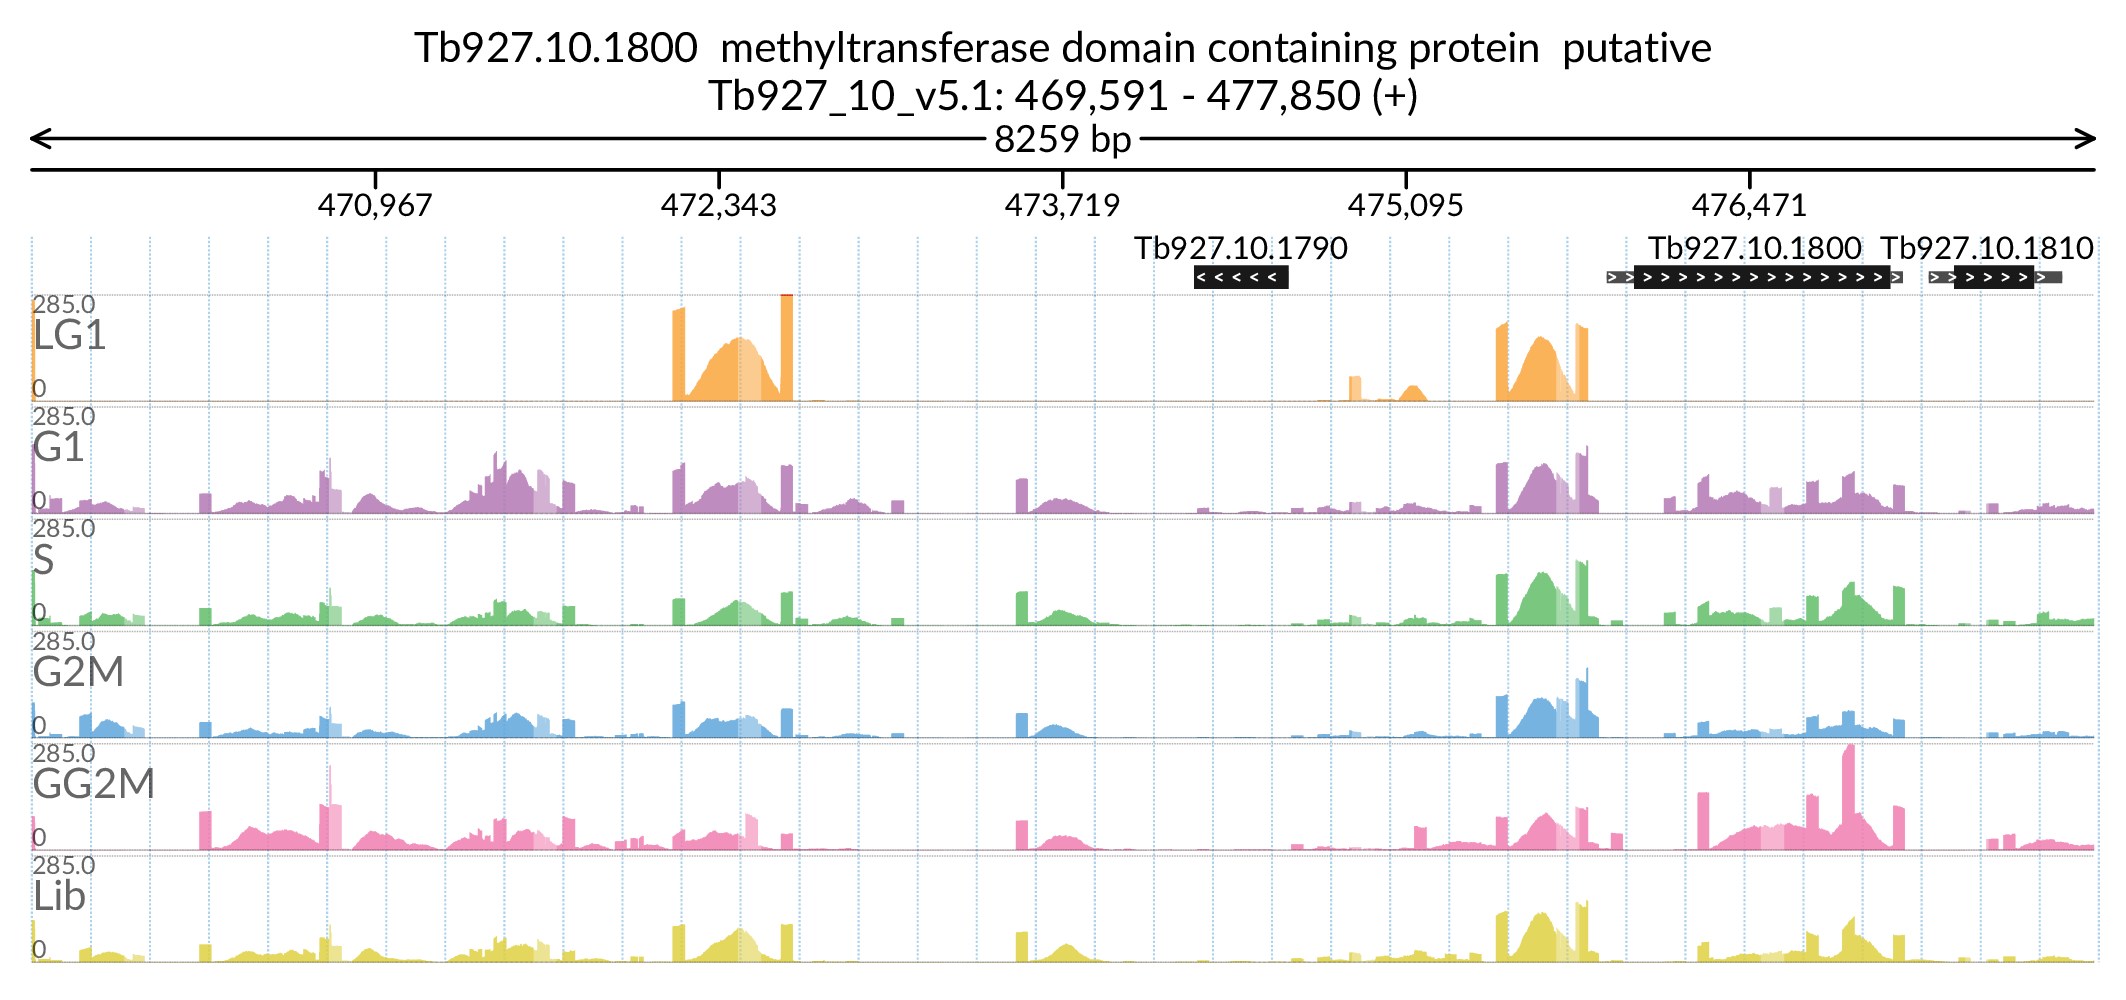 Tb927.10.1800  methyltransferase domain containing protein  putative
Tb927_10_v5.1: 469,591 - 477,850 (+)
8259 bp
470,967 472,343 473,719 475,095 476,471
Tb927.10.1790 Tb927.10.1800 Tb927.10.1810
285.0
LG1
0
285.0
G1
0
285.0
S
0
285.0
G2M
0
285.0
GG2M
0
285.0
Lib
0